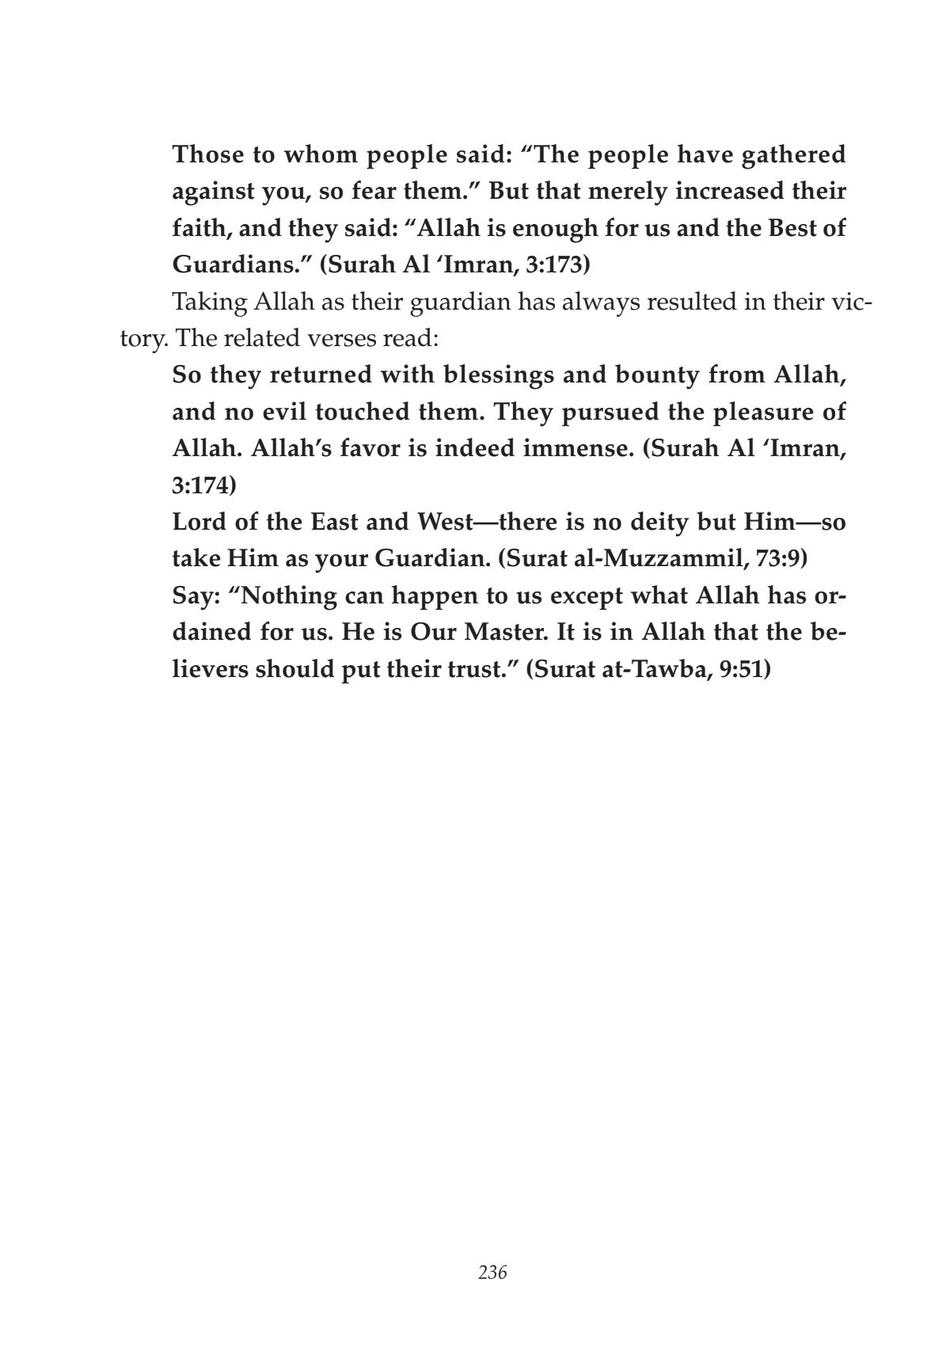 Those to whom people said: “The people have gathered
against you, so fear them.” But that merely increased their
faith, and they said: “Allah is enough for us and the Best of
Guardians.” (Surah Al ‘Imran, 3:173)
Taking Allah as their guardian has always resulted in their vic-
tory. The related verses read:
So they returned with blessings and bounty from Allah,
and no evil touched them. They pursued the pleasure of
Allah. Allah’s favor is indeed immense. (Surah Al ‘Imran,
3:174)
Lord of the East and West—there is no deity but Him—so
take Him as your Guardian. (Surat al-Muzzammil, 73:9)
Say: “Nothing can happen to us except what Allah has or-
dained for us. He is Our Master. It is in Allah that the be-
lievers should put their trust.” (Surat at-Tawba, 9:51)
236